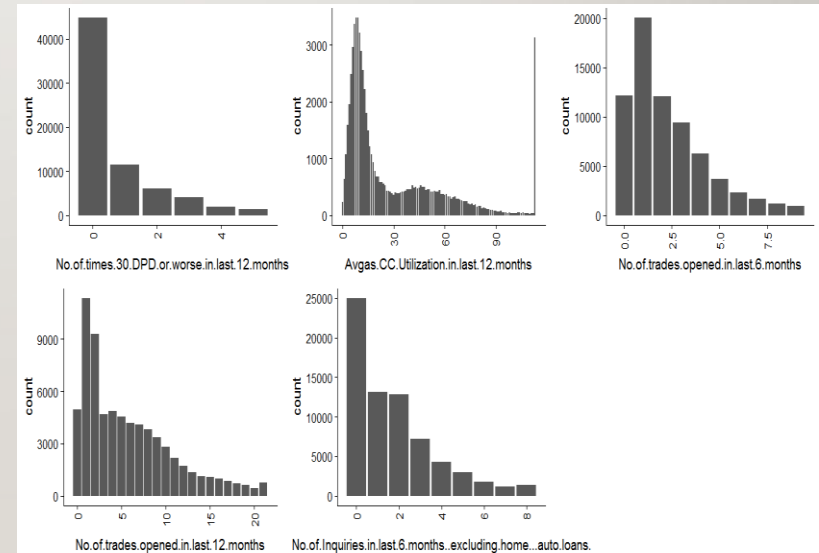 40000
30000
20000
10000
0
count
0 2 4
No.of.times.30.DPD.or.worse.in.last.12.months
3000
2000
1000
0
count
0 30 60 90
Avgas.CC.Utilization.in.last.12.months
20000
15000
10000
5000
0
count
0.0 2.5 5.0 7.5
No.of.trades.opened.in.last.6.months
9000
6000
3000
0
count
0 5 10 15 20
No.of.trades.opened.in.last.12.months
25000
20000
15000
10000
5000
0
count
0 2 4 6 8
No.of.Inquiries.in.last.6.months..excluding.home...auto.loans.